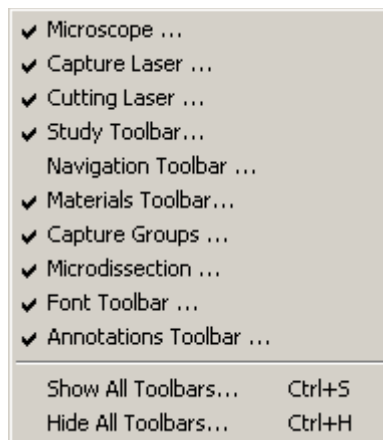 Microscope ...
Capture Laser ...
Cutting Laser ...
Study Toolbar...
Navigation Toolbar ...
Materials Toolbar...
Capture Groups ...
Microdissection ...
Font Toolbar ...
Annotations Toolbar ...
Show All Toolbars... Ctrl+S
Hide All Toolbars... Ctrl+H